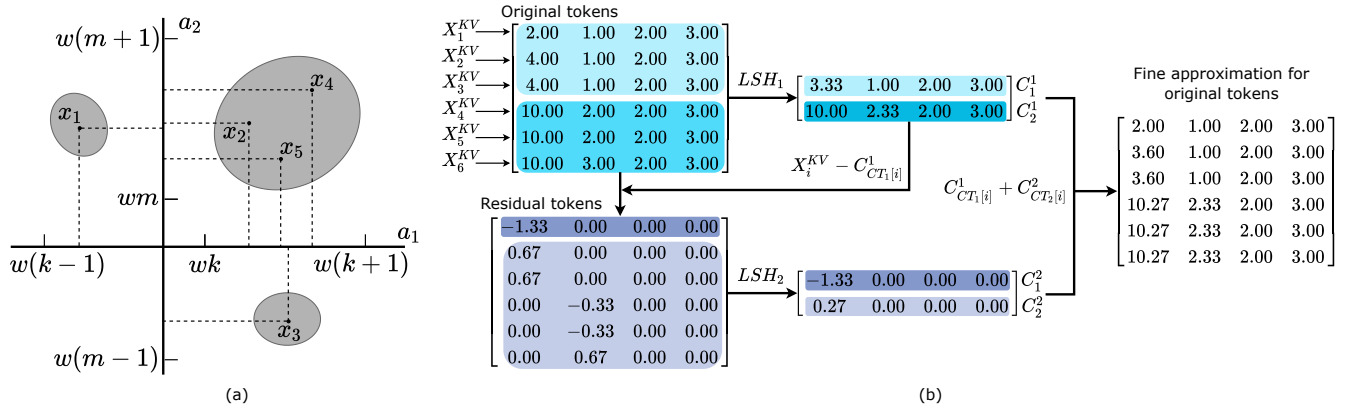 a₂
w(m + 1)
x₄
x₁
x₂
x₅
wm
a₁
w(k − 1)
wk
w(k + 1)
x₃
w(m − 1)
(a)
Original tokens
X₁ᴷⱽ 2.00 1.00 2.00 3.00
X₂ᴷⱽ 4.00 1.00 2.00 3.00
X₃ᴷⱽ 4.00 1.00 2.00 3.00
X₄ᴷⱽ 10.00 2.00 2.00 3.00
X₅ᴷⱽ 10.00 2.00 2.00 3.00
X₆ᴷⱽ 10.00 3.00 2.00 3.00
LSH₁
3.33 1.00 2.00 3.00 C₁¹
10.00 2.33 2.00 3.00 C₂¹
X_i^{KV} − C^1_{CT₁[i]}
Residual tokens
−1.33 0.00 0.00 0.00
0.67 0.00 0.00 0.00
0.67 0.00 0.00 0.00
0.00 −0.33 0.00 0.00
0.00 −0.33 0.00 0.00
0.00 0.67 0.00 0.00
LSH₂
−1.33 0.00 0.00 0.00 C₁²
0.27 0.00 0.00 0.00 C₂²
C^1_{CT₁[i]} + C^2_{CT₂[i]}
Fine approximation for
original tokens
2.00 1.00 2.00 3.00
3.60 1.00 2.00 3.00
3.60 1.00 2.00 3.00
10.27 2.33 2.00 3.00
10.27 2.33 2.00 3.00
10.27 2.33 2.00 3.00
(b)